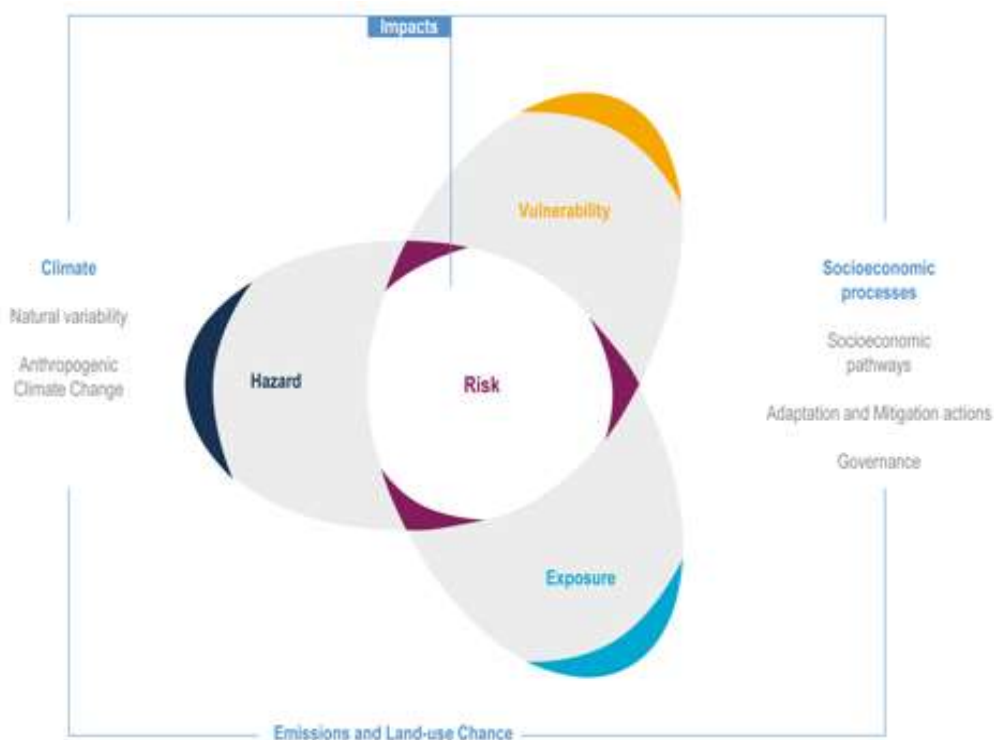 Impacts
Vulnerability
Climate
Natural variability
Anthropogenic
Climate Change
Hazard
Risk
Socioeconomic
processes
Socioeconomic
pathways
Adaptation and Mitigation actions
Governance
Exposure
Emissions and Land-use Chance